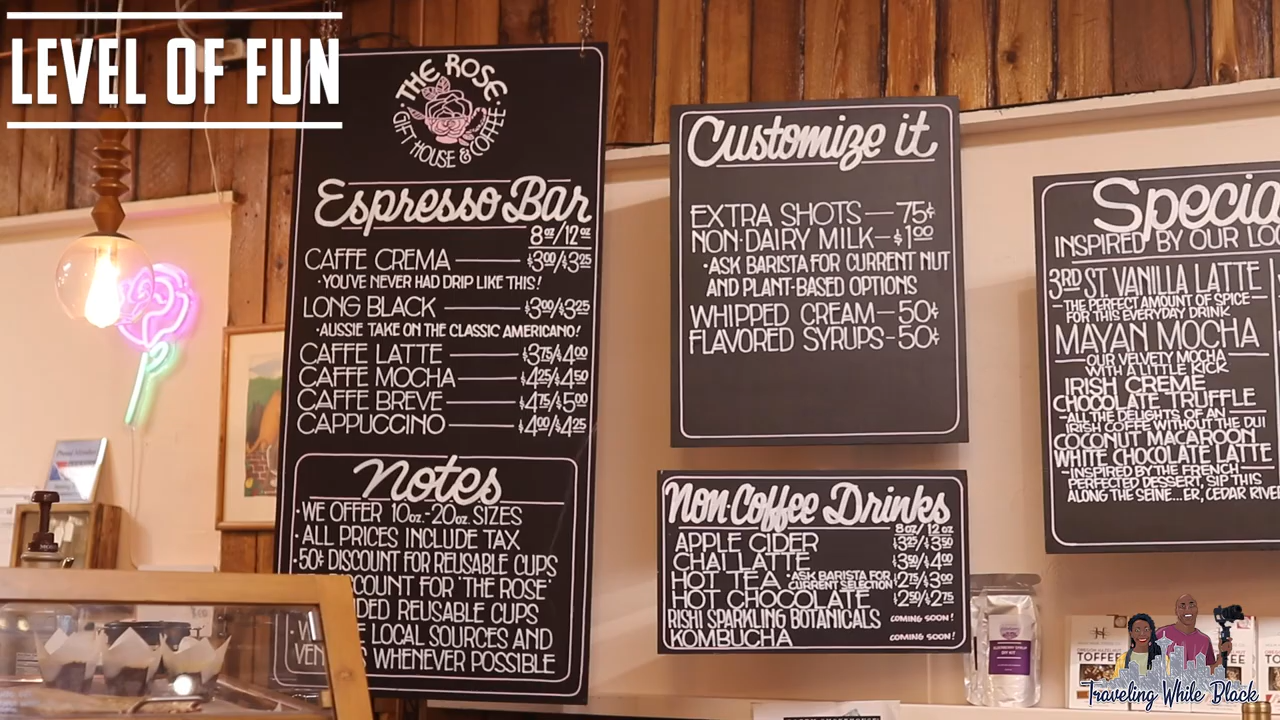 LEVEL OF FUN
THE ROSE
GIFT HOUSE & COFFEE
Espresso Bar
8oz/12oz
CAFFE CREMA — $3.00/$3.25
·YOU'VE NEVER HAD DRIP LIKE THIS!
LONG BLACK — $3.00/$3.25
·AUSSIE TAKE ON THE CLASSIC AMERICANO!
CAFFE LATTE — $3.75/$4.00
CAFFE MOCHA — $4.25/$4.50
CAFFE BREVE — $4.75/$5.00
CAPPUCCINO — $4.00/$4.25
Notes
·WE OFFER 10oz.-20oz. SIZES
·ALL PRICES INCLUDE TAX
·50¢ DISCOUNT FOR REUSABLE CUPS
COUNT FOR 'THE ROSE'
DED REUSABLE CUPS
E LOCAL SOURCES AND
VEN S WHENEVER POSSIBLE
Customize it
EXTRA SHOTS — 75¢
NON-DAIRY MILK — $1.00
·ASK BARISTA FOR CURRENT NUT
AND PLANT-BASED OPTIONS
WHIPPED CREAM — 50¢
FLAVORED SYRUPS - 50¢
Non-Coffee Drinks
8oz/12oz
APPLE CIDER $3.25/$3.50
CHAI LATTE
HOT TEA ·ASK BARISTA FOR CURRENT SELECTION $2.75/$3.00
HOT CHOCOLATE $2.50/$2.75
RISHI SPARKLING BOTANICALS COMING SOON!
KOMBUCHA COMING SOON!
Specia
INSPIRED BY OUR LOC
3RD ST. VANILLA LATTE
—THE PERFECT AMOUNT OF SPICE—
FOR THIS EVERYDAY DRINK
MAYAN MOCHA
—OUR VELVETY MOCHA—
WITH A LITTLE KICK
IRISH CREME
CHOCOLATE TRUFFLE
—ALL THE DELIGHTS OF AN—
IRISH COFFE WITHOUT THE DUI
COCONUT MACAROON
WHITE CHOCOLATE LATTE
—INSPIRED BY THE FRENCH—
PERFECTED DESSERT, SIP THIS
ALONG THE SEINE...ER, CEDAR RIVE
TOFFEE
Traveling While Black